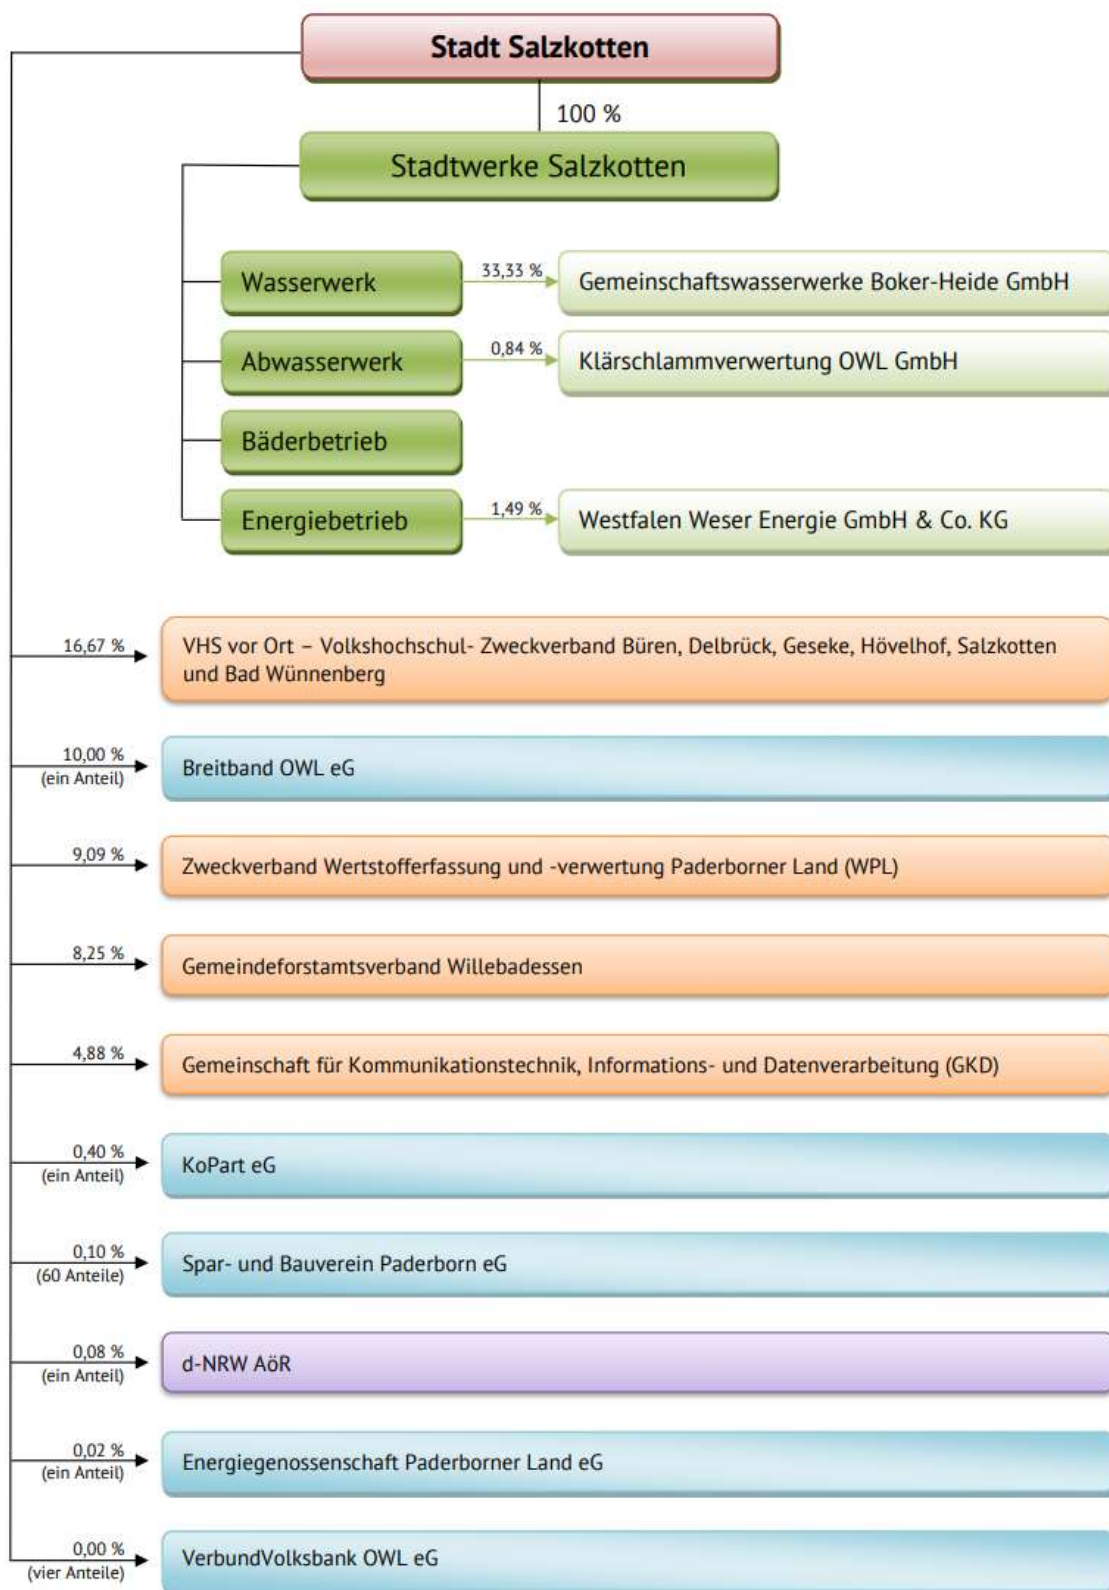 Stadt Salzkotten
100 %
Stadtwerke Salzkotten
Wasserwerk
33,33 %
Gemeinschaftswasserwerke Boker-Heide GmbH
Abwasserwerk
0,84 %
Klärschlammverwertung OWL GmbH
Bäderbetrieb
Energiebetrieb
1,49 %
Westfalen Weser Energie GmbH & Co. KG
16,67 %
VHS vor Ort – Volkshochschul- Zweckverband Büren, Delbrück, Geseke, Hövelhof, Salzkotten
und Bad Wünnenberg
10,00 %
(ein Anteil)
Breitband OWL eG
9,09 %
Zweckverband Wertstofferfassung und -verwertung Paderborner Land (WPL)
8,25 %
Gemeindeforstamtsverband Willebadessen
4,88 %
Gemeinschaft für Kommunikationstechnik, Informations- und Datenverarbeitung (GKD)
0,40 %
(ein Anteil)
KoPart eG
0,10 %
(60 Anteile)
Spar- und Bauverein Paderborn eG
0,08 %
(ein Anteil)
d-NRW AöR
0,02 %
(ein Anteil)
Energiegenossenschaft Paderborner Land eG
0,00 %
(vier Anteile)
VerbundVolksbank OWL eG